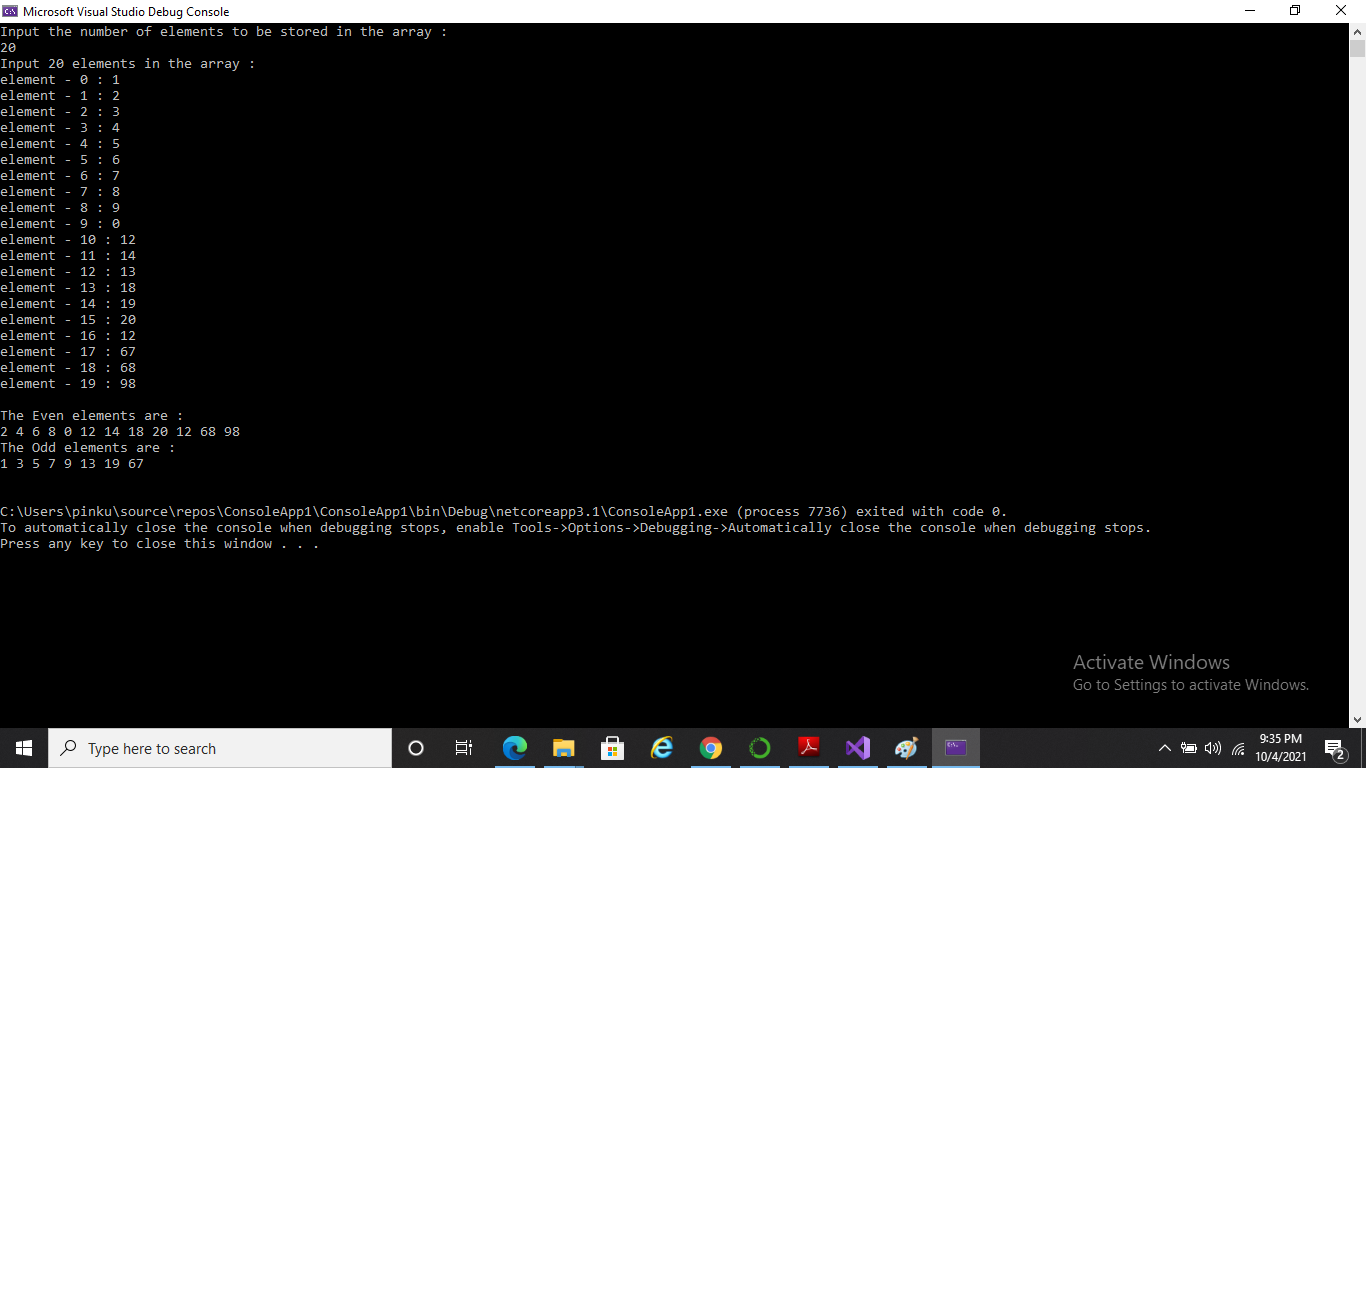 Microsoft Visual Studio Debug Console
Input the number of elements to be stored in the array :
20
Input 20 elements in the array :
element - 0 : 1
element - 1 : 2
element - 2 : 3
element - 3 : 4
element - 4 : 5
element - 5 : 6
element - 6 : 7
element - 7 : 8
element - 8 : 9
element - 9 : 0
element - 10 : 12
element - 11 : 14
element - 12 : 13
element - 13 : 18
element - 14 : 19
element - 15 : 20
element - 16 : 12
element - 17 : 67
element - 18 : 68
element - 19 : 98
The Even elements are :
2 4 6 8 0 12 14 18 20 12 68 98
The Odd elements are :
1 3 5 7 9 13 19 67
C:\Users\pinku\source\repos\ConsoleApp1\ConsoleApp1\bin\Debug\netcoreapp3.1\ConsoleApp1.exe (process 7736) exited with code 0.
To automatically close the console when debugging stops, enable Tools->Options->Debugging->Automatically close the console when debugging stops.
Press any key to close this window . . .
Activate Windows
Go to Settings to activate Windows.
Type here to search
9:35 PM
10/4/2021
2